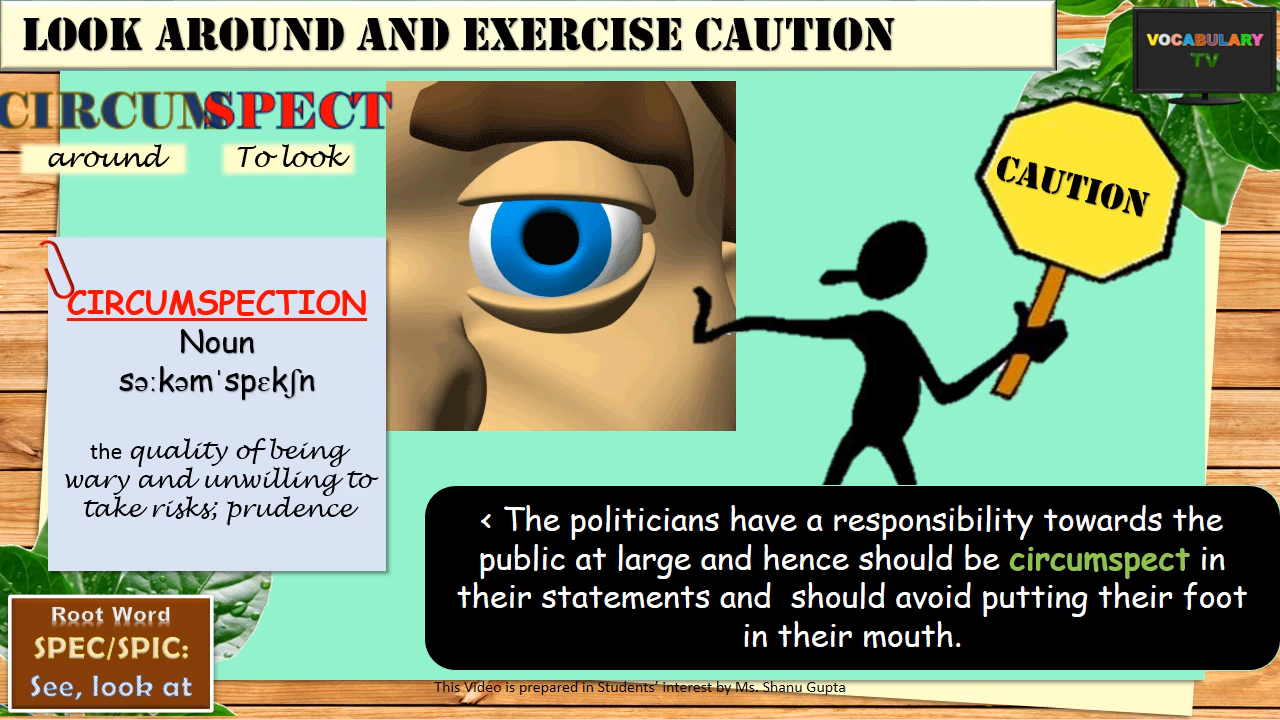 LOOK AROUND AND EXERCISE CAUTION
VOCABULARY
TV
CIRCUMSPECT
around To look
CAUTION
CIRCUMSPECTION
Noun
səːkəmˈspɛkʃn
the quality of being
wary and unwilling to
take risks; prudence
< The politicians have a responsibility towards the
public at large and hence should be circumspect in
their statements and should avoid putting their foot
in their mouth.
Root Word
SPEC/SPIC:
See, look at
This Video is prepared in Students' interest by Ms. Shanu Gupta